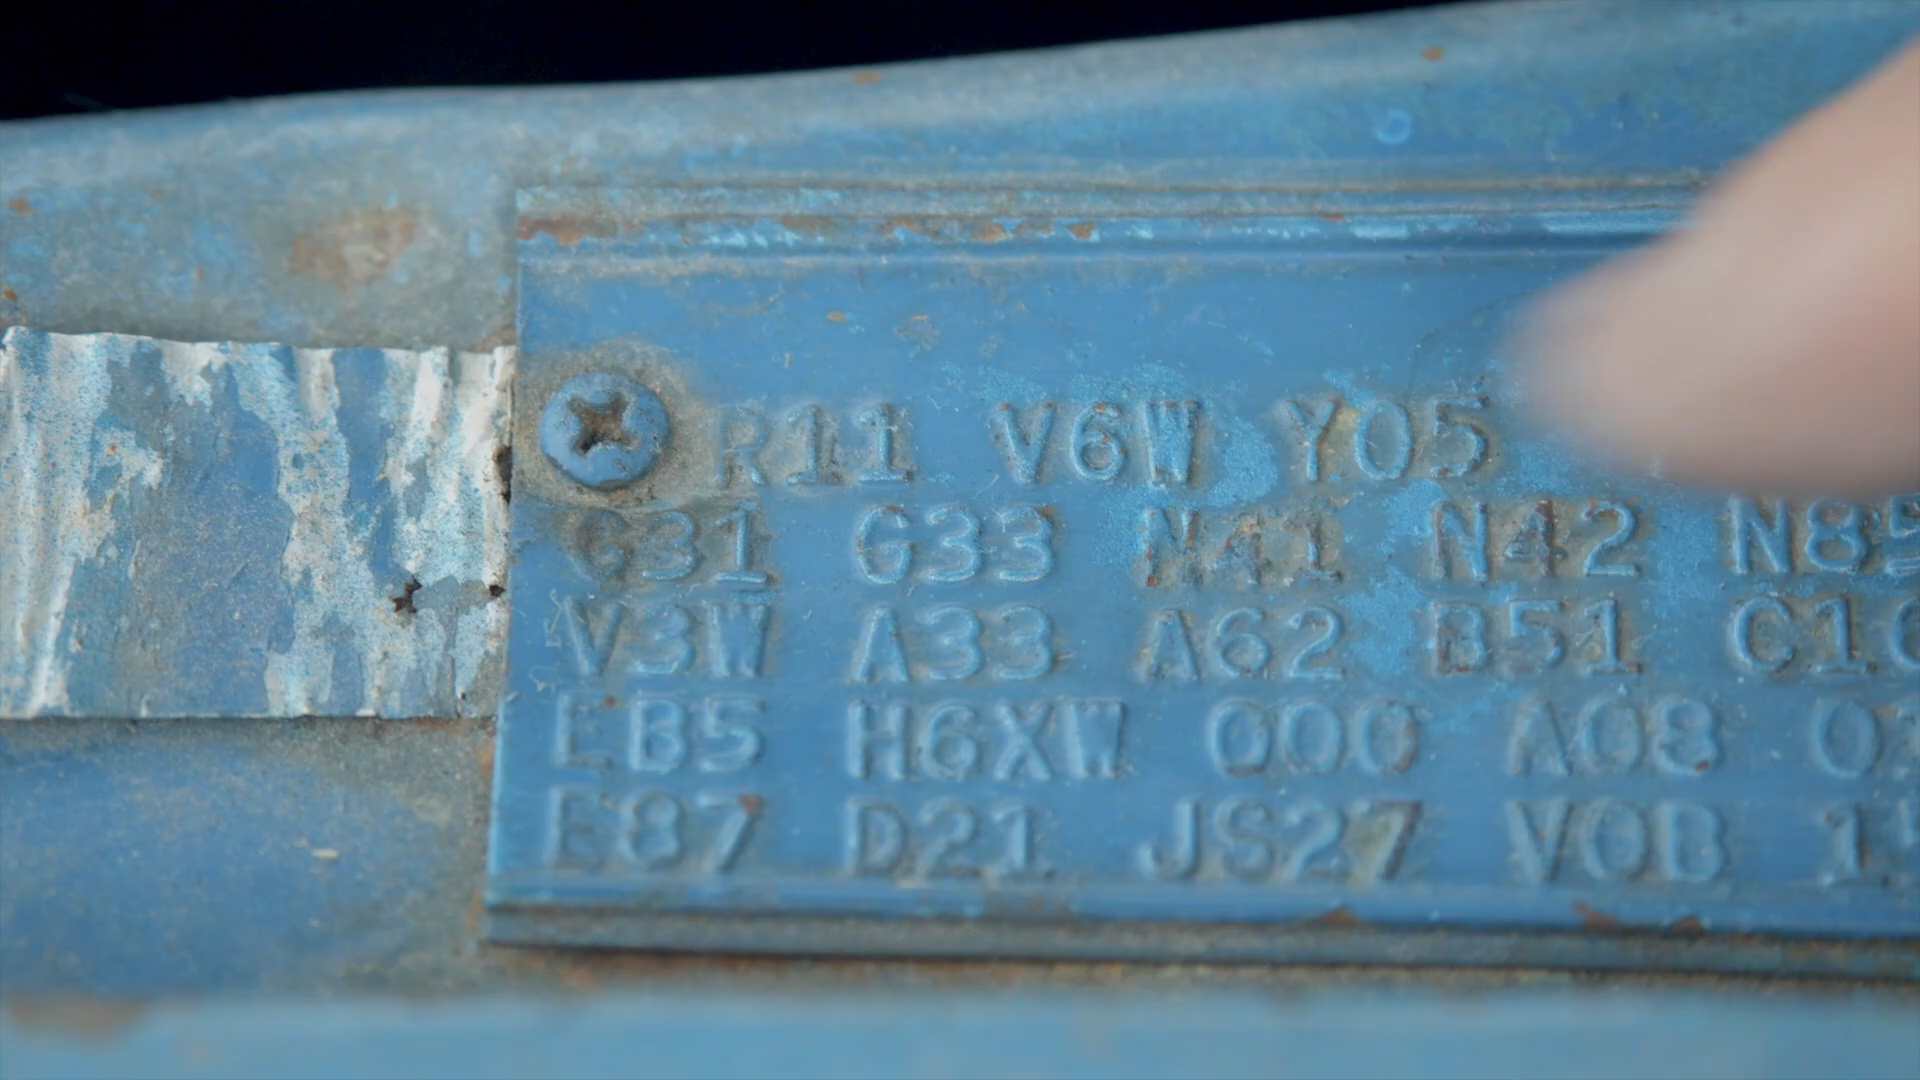 R11 V6W Y05
G31 G33 N41 N42 N85
V3W A33 A62 B51
EB5 H6XW 000 A08
E87 D21 JS27 V0B